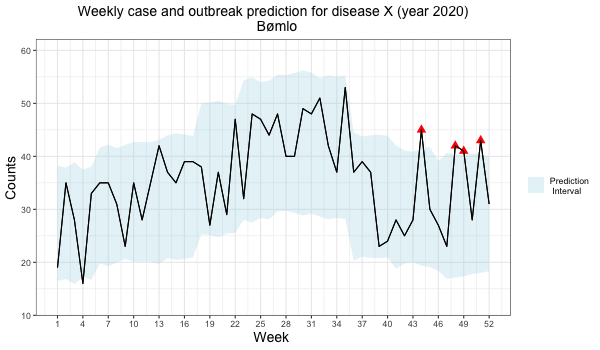 Weekly case and outbreak prediction for disease X (year 2020)
Bømlo
60
50
40
30
20
10
Counts
1 4 7 10 13 16 19 22 25 28 31 34 37 40 43 46 49 52
Week
Prediction
Interval